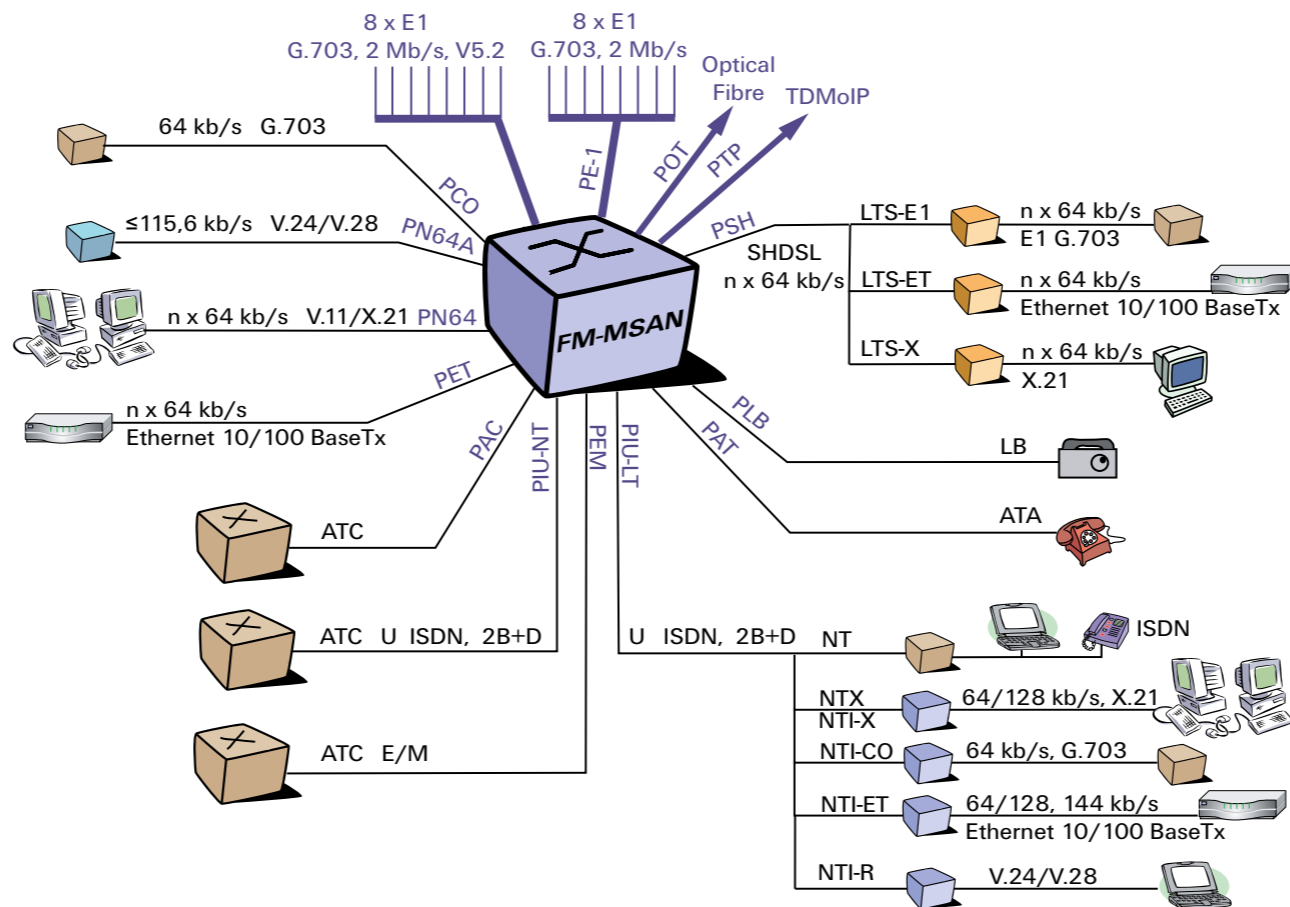 8 x E1
G.703, 2 Mb/s, V5.2
8 x E1
G.703, 2 Mb/s
Optical
Fibre
TDMoIP
64 kb/s G.703
PCO
PE-1
POT
PTP
≤115,6 kb/s V.24/V.28
PN64A
PSH
SHDSL
n x 64 kb/s
LTS-E1
n x 64 kb/s
E1 G.703
LTS-ET
n x 64 kb/s
Ethernet 10/100 BaseTx
LTS-X
n x 64 kb/s
X.21
n x 64 kb/s V.11/X.21 PN64
FM-MSAN
PET
n x 64 kb/s
Ethernet 10/100 BaseTx
PAC
PIU-NT
PEM
PIU-LT
PAT
PLB
LB
ATA
ATC
ATC U ISDN, 2B+D
ATC E/M
U ISDN, 2B+D NT
ISDN
NTX
NTI-X
64/128 kb/s, X.21
NTI-CO
64 kb/s, G.703
NTI-ET
64/128, 144 kb/s
Ethernet 10/100 BaseTx
NTI-R
V.24/V.28